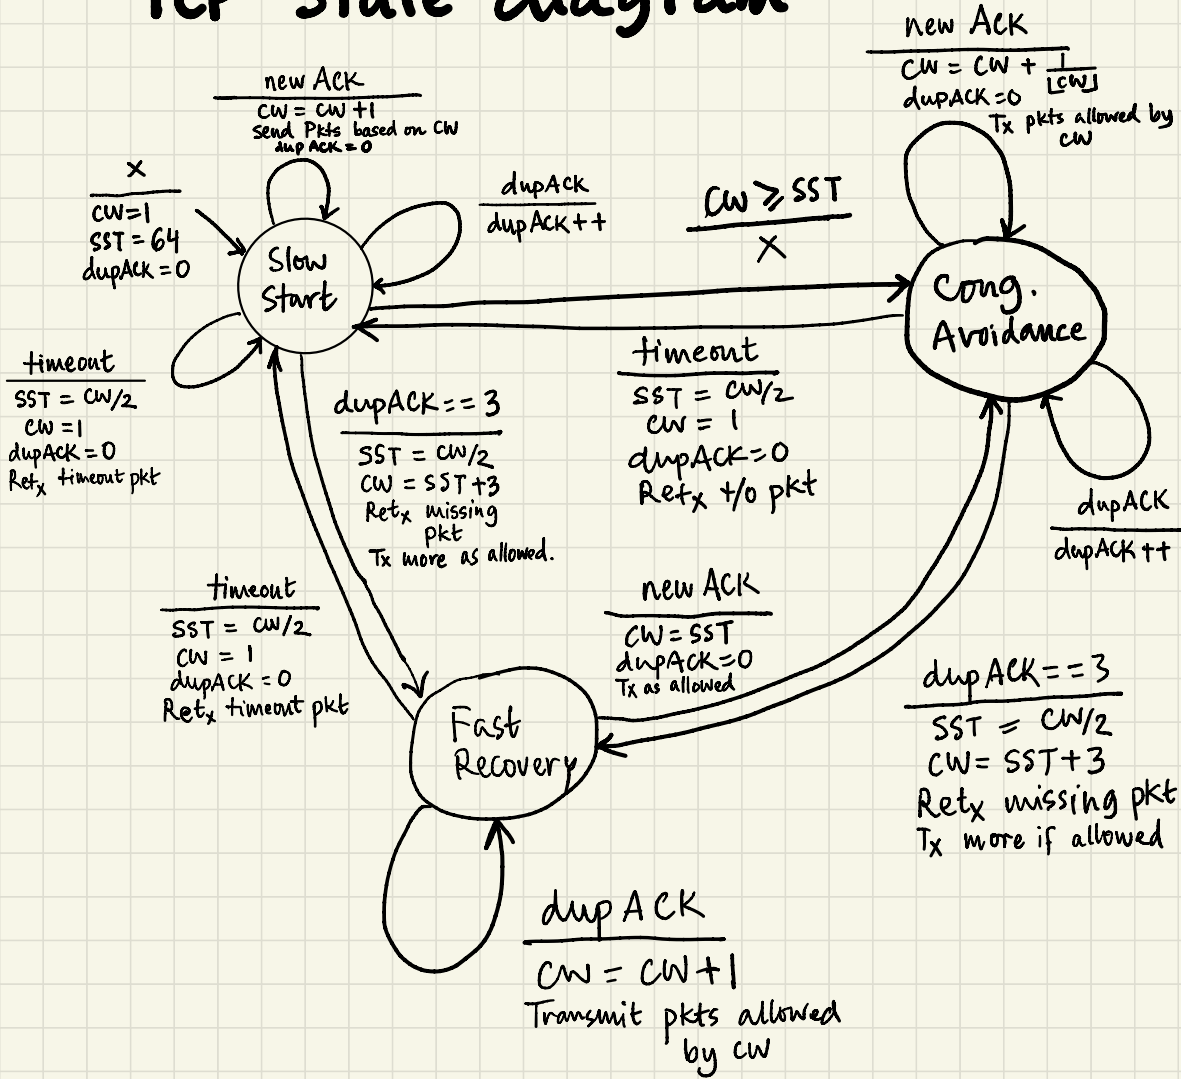 TCP state diagram
new ACK
CW = CW + 1/⌊CW⌋
dupACK=0
Tx pkts allowed by
CW
new ACK
CW = CW +1
Send Pkts based on CW
dup ACK = 0
X
CW=1
SST = 64
dupACK = 0
dupACK
dupACK++
CW ≥ SST
X
Slow
Start
Cong.
Avoidance
timeout
SST = CW/2
CW = 1
dupACK = 0
Retx timeout pkt
dupACK == 3
SST = CW/2
CW = SST+3
Retx missing
pkt
Tx more as allowed.
timeout
SST = CW/2
CW = 1
dupACK=0
Retx t/o pkt
dupACK
dupACK ++
timeout
SST = CW/2
CW = 1
dupACK = 0
Retx timeout pkt
new ACK
CW = SST
dupACK=0
Tx as allowed
dupACK == 3
SST = CW/2
CW = SST+3
Retx missing pkt
Tx more if allowed
Fast
Recovery
dupACK
CW = CW+1
Transmit pkts allowed
by CW